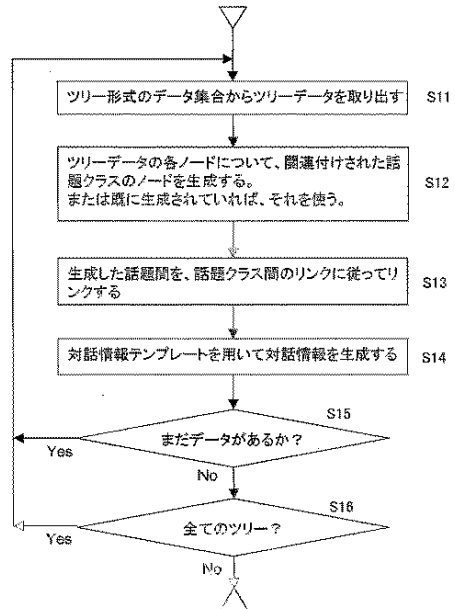 ツリー形式のデータ集合からツリーデータを取り出す
S11
ツリーデータの各ノードについて、関連付けされた話
題クラスのノードを生成する。
または既に生成されていれば、それを使う。
S12
生成した話題間を、話題クラス間のリンクに従ってリ
ンクする
S13
対話情報テンプレートを用いて対話情報を生成する
S14
S15
まだデータがあるか？
Yes
No
S16
全てのツリー？
Yes
No